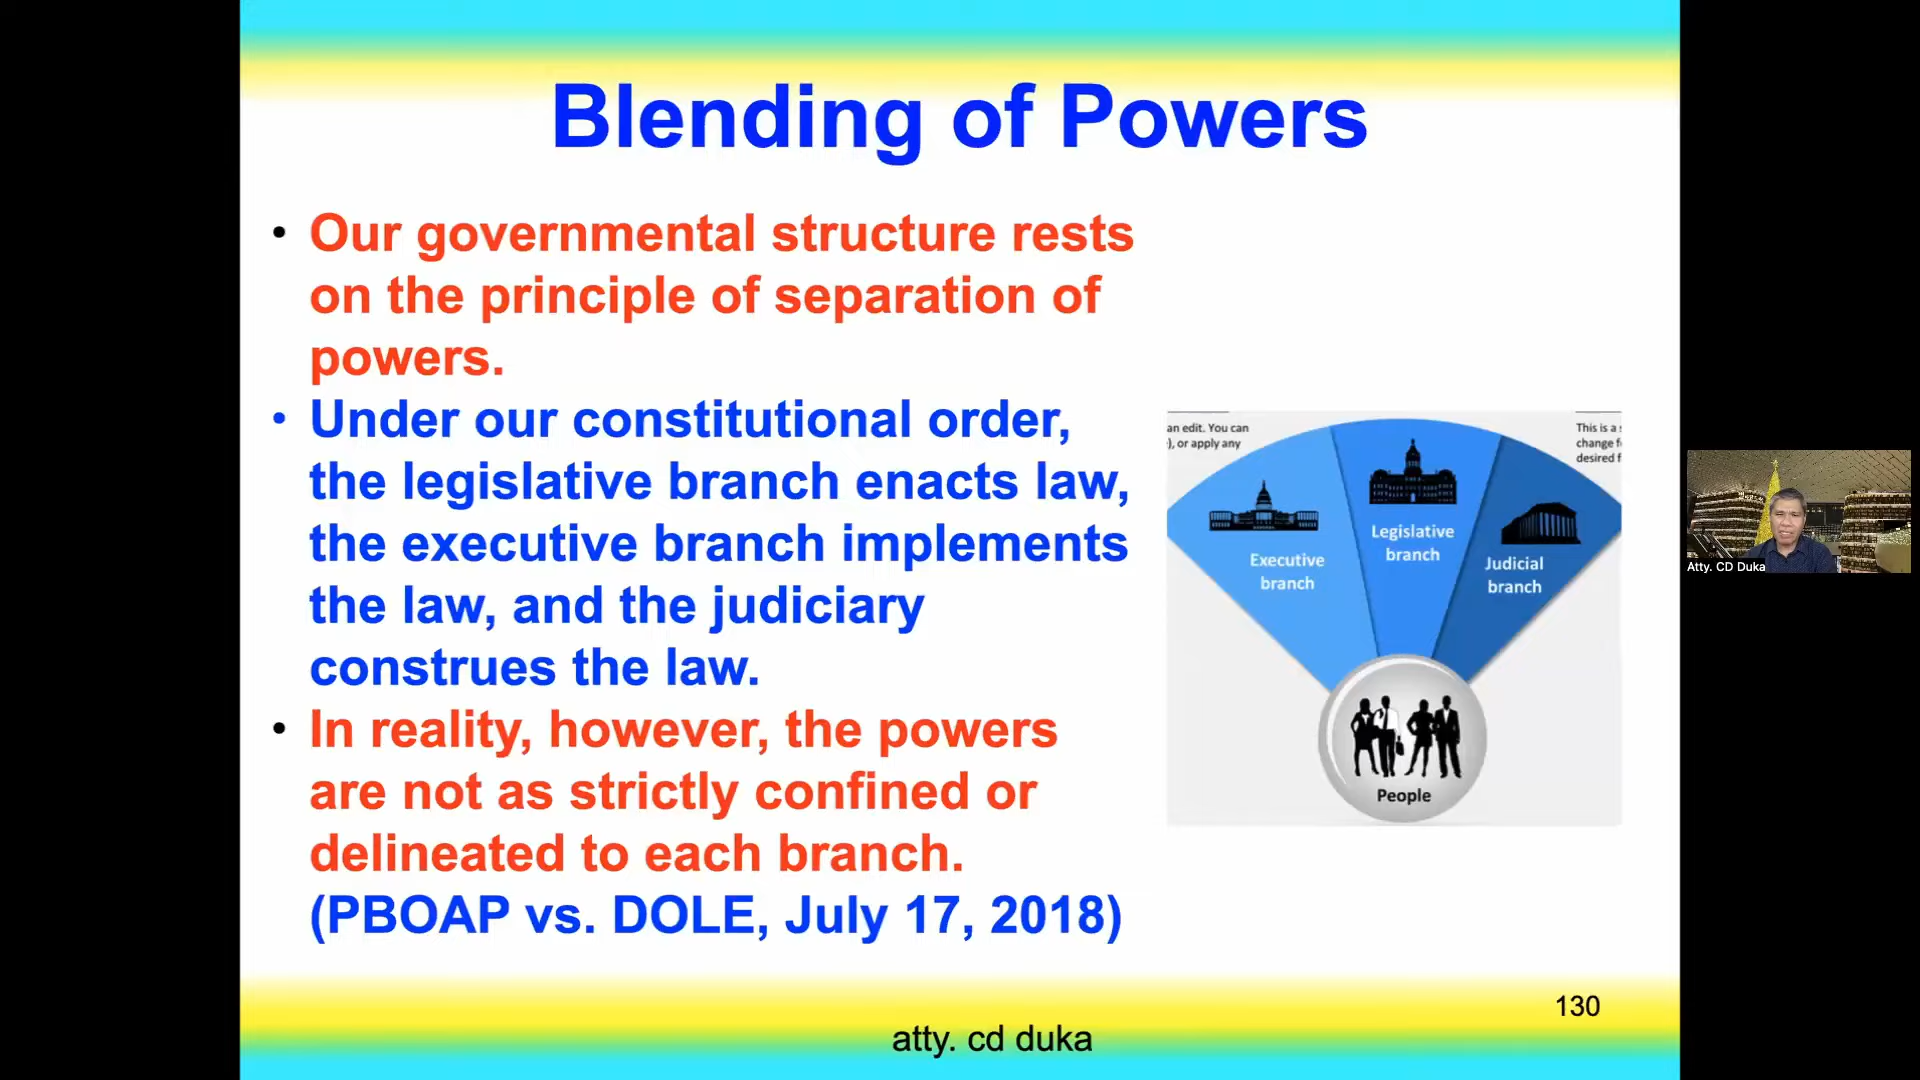 Blending of Powers
• Our governmental structure rests
on the principle of separation of
powers.
• Under our constitutional order,
the legislative branch enacts law,
the executive branch implements
the law, and the judiciary
construes the law.
• In reality, however, the powers
are not as strictly confined or
delineated to each branch.
(PBOAP vs. DOLE, July 17, 2018)
an edit. You can
), or apply any
This is a
change f
desired f
Executive
branch
Legislative
branch
Judicial
branch
People
Atty. CD Duka
130
atty. cd duka